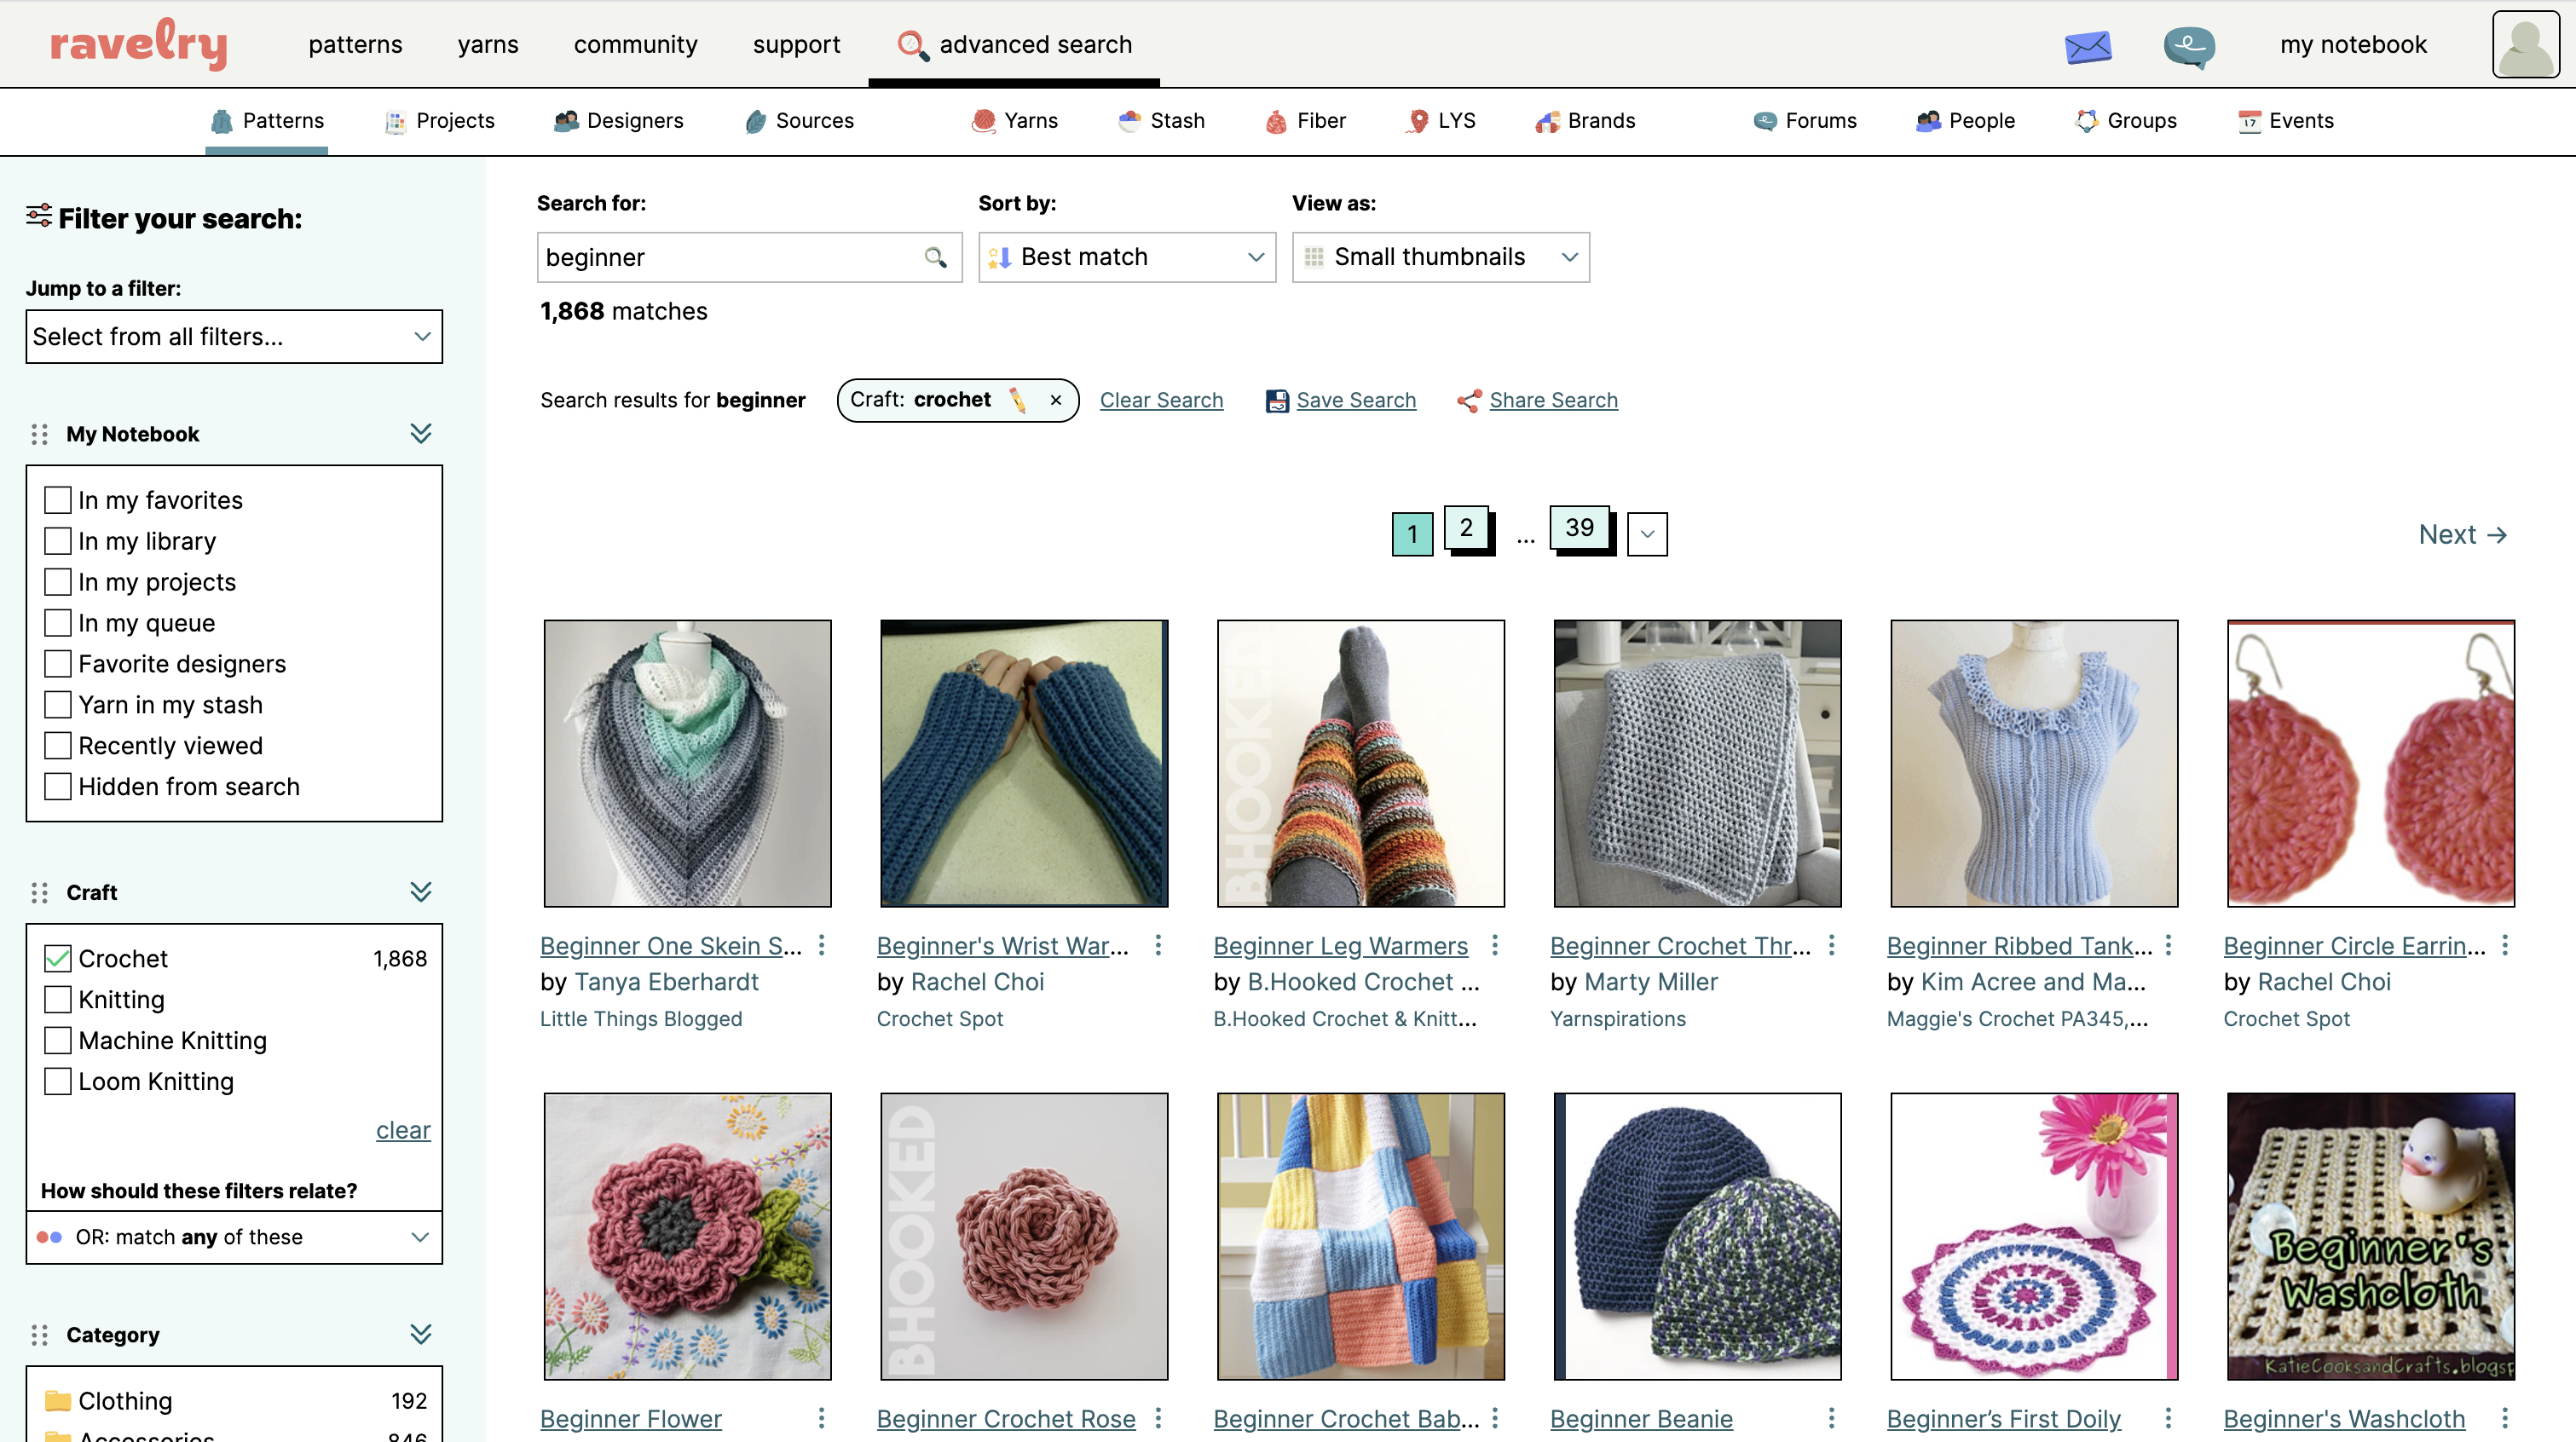 ravelry
patterns
yarns
community
support
advanced search
my notebook
Patterns
Projects
Designers
Sources
Yarns
Stash
Fiber
LYS
Brands
Forums
People
Groups
17
Events
Filter your search:
Jump to a filter:
Select from all filters...
My Notebook
In my favorites
In my library
In my projects
In my queue
Favorite designers
Yarn in my stash
Recently viewed
Hidden from search
Craft
Crochet 1,868
Knitting
Machine Knitting
Loom Knitting
clear
How should these filters relate?
OR: match any of these
Category
Clothing 192
Accessories 846
Search for:
beginner
Sort by:
Best match
View as:
Small thumbnails
1,868 matches
Search results for beginner
Craft: crochet ×
Clear Search
Save Search
Share Search
1 2 ... 39
Next →
BHOOKED
Beginner One Skein S...
by Tanya Eberhardt
Little Things Blogged
Beginner's Wrist War...
by Rachel Choi
Crochet Spot
Beginner Leg Warmers
by B.Hooked Crochet ...
B.Hooked Crochet & Knitt...
Beginner Crochet Thr...
by Marty Miller
Yarnspirations
Beginner Ribbed Tank...
by Kim Acree and Ma...
Maggie's Crochet PA345,...
Beginner Circle Earrin...
by Rachel Choi
Crochet Spot
BHOOKED
Beginner's
Washcloth
KatieCooksandCrafts.blogsp
Beginner Flower
Beginner Crochet Rose
Beginner Crochet Bab...
Beginner Beanie
Beginner’s First Doily
Beginner's Washcloth